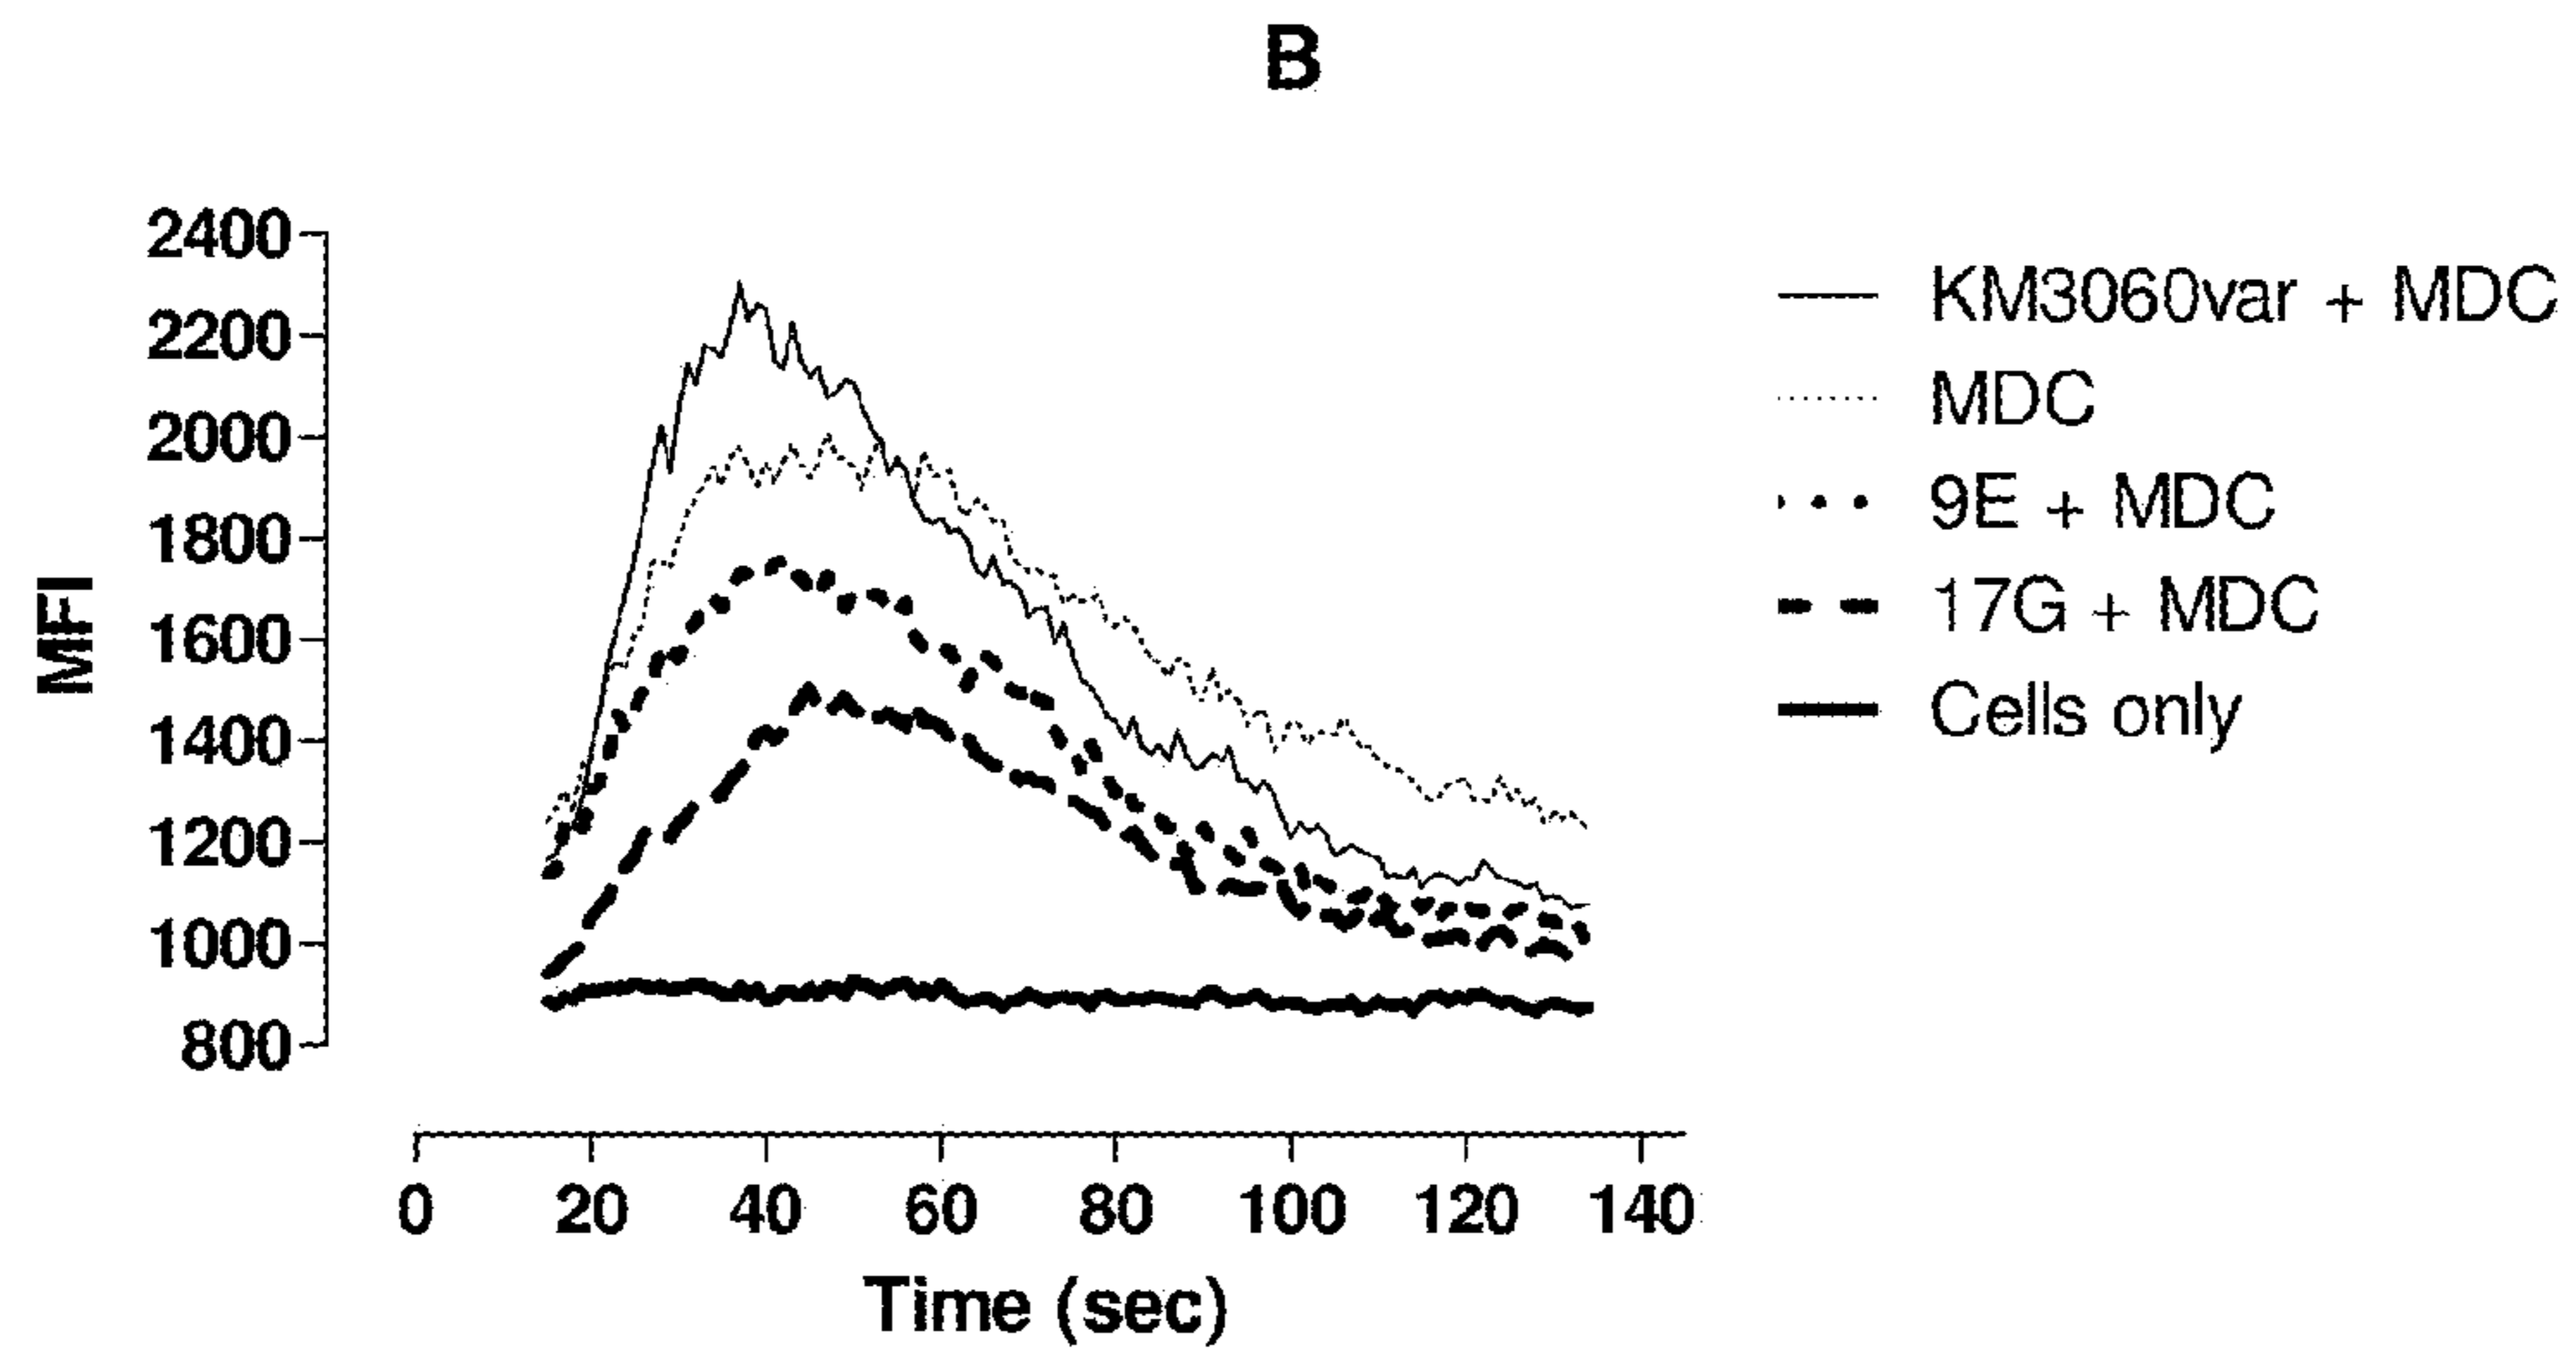 B
2400
2200
2000
1800
1600
1400
1200
1000
800
MFI
0 20 40 60 80 100 120 140
Time (sec)
KM3060var + MDC
MDC
9E + MDC
17G + MDC
Cells only